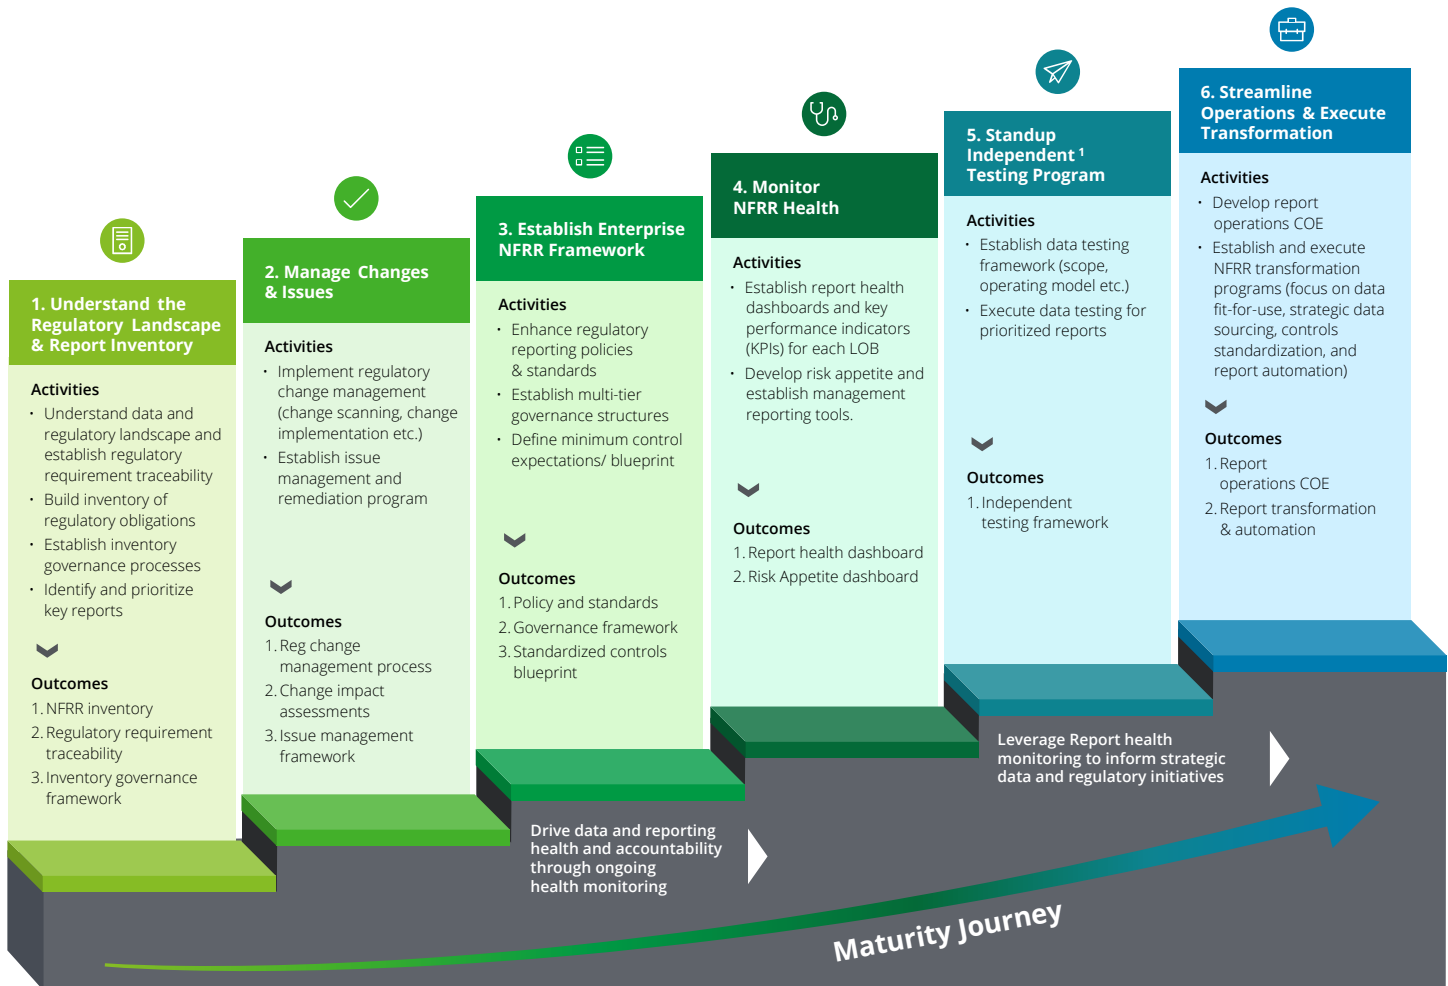 1. Understand the
Regulatory Landscape
& Report Inventory
Activities
· Understand data and
regulatory landscape and
establish regulatory
requirement traceability
· Build inventory of
regulatory obligations
· Establish inventory
governance processes
· Identify and prioritize
key reports
Outcomes
1. NFRR inventory
2. Regulatory requirement
traceability
3. Inventory governance
framework
2. Manage Changes
& Issues
Activities
· Implement regulatory
change management
(change scanning, change
implementation etc.)
· Establish issue
management and
remediation program
Outcomes
1. Reg change
management process
2. Change impact
assessments
3. Issue management
framework
3. Establish Enterprise
NFRR Framework
Activities
· Enhance regulatory
reporting policies
& standards
· Establish multi-tier
governance structures
· Define minimum control
expectations/ blueprint
Outcomes
1. Policy and standards
2. Governance framework
3. Standardized controls
blueprint
4. Monitor
NFRR Health
Activities
· Establish report health
dashboards and key
performance indicators
(KPIs) for each LOB
· Develop risk appetite and
establish management
reporting tools.
Outcomes
1. Report health dashboard
2. Risk Appetite dashboard
5. Standup
Independent ¹
Testing Program
Activities
· Establish data testing
framework (scope,
operating model etc.)
· Execute data testing for
prioritized reports
Outcomes
1. Independent
testing framework
6. Streamline
Operations & Execute
Transformation
Activities
· Develop report
operations COE
· Establish and execute
NFRR transformation
programs (focus on data
fit-for-use, strategic data
sourcing, controls
standardization, and
report automation)
Outcomes
1. Report
operations COE
2. Report transformation
& automation
Drive data and reporting
health and accountability
through ongoing
health monitoring
Leverage Report health
monitoring to inform strategic
data and regulatory initiatives
Maturity Journey